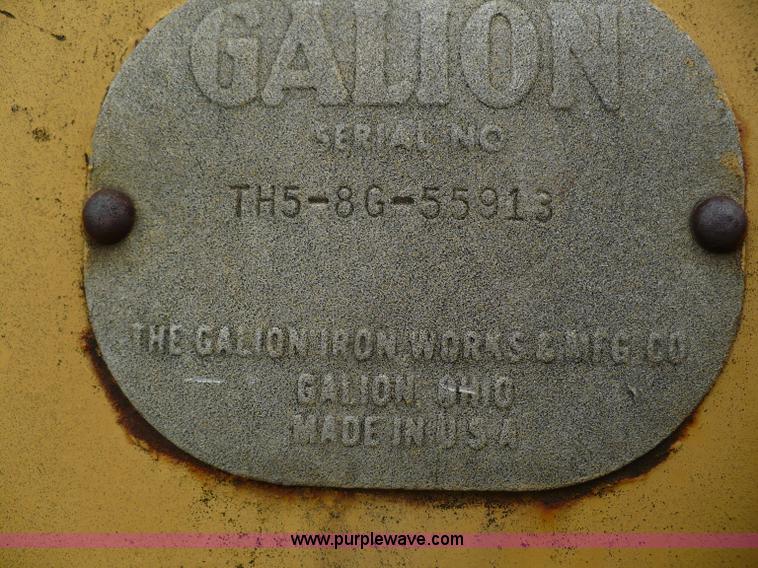 GALION
SERIAL NO
TH5-8G-55913
THE GALION IRON WORKS & MFG. CO.
GALION, OHIO
MADE IN U.S.A.
www.purplewave.com